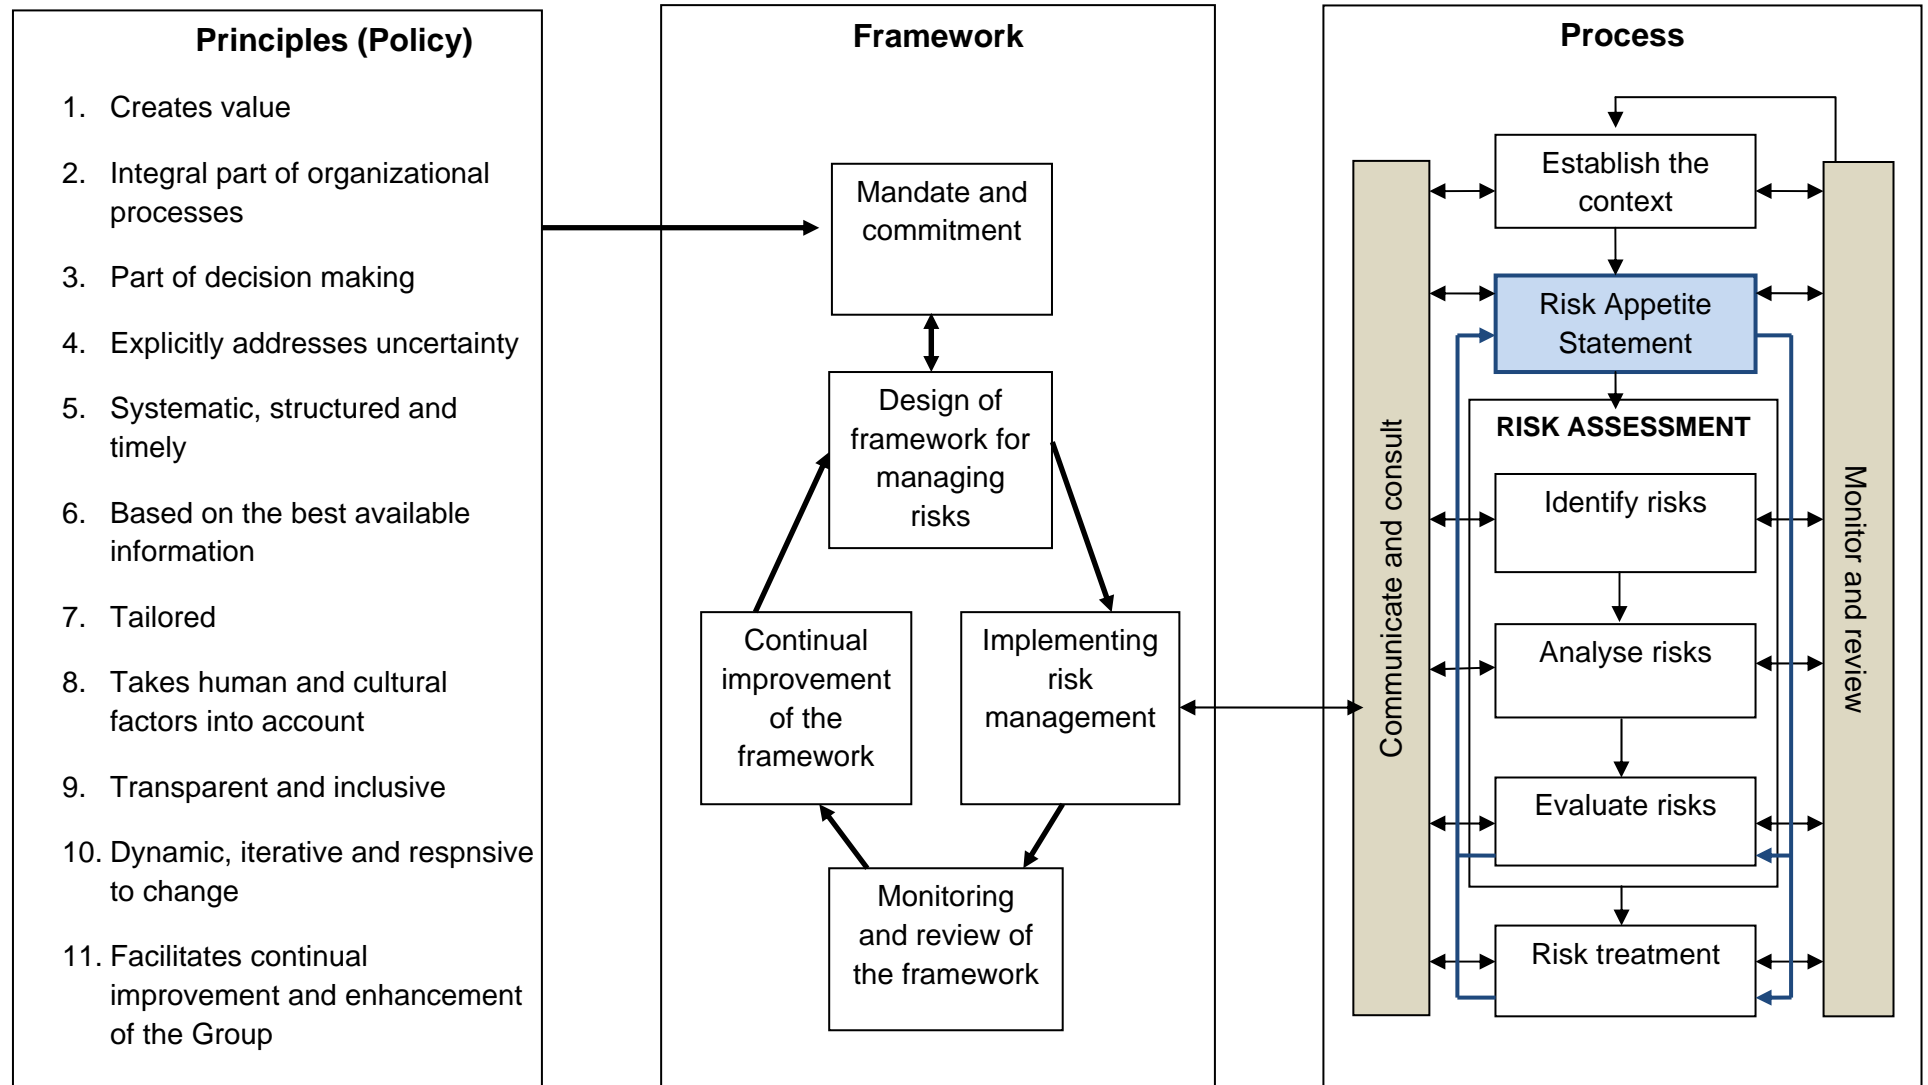 Principles (Policy)
1. Creates value
2. Integral part of organizational
processes
3. Part of decision making
4. Explicitly addresses uncertainty
5. Systematic, structured and
timely
6. Based on the best available
information
7. Tailored
8. Takes human and cultural
factors into account
9. Transparent and inclusive
10. Dynamic, iterative and respnsive
to change
11. Facilitates continual
improvement and enhancement
of the Group
Framework
Mandate and
commitment
Design of
framework for
managing
risks
Continual
improvement
of the
framework
Implementing
risk
management
Monitoring
and review of
the framework
Process
Communicate and consult
Establish the
context
Risk Appetite
Statement
RISK ASSESSMENT
Identify risks
Analyse risks
Evaluate risks
Risk treatment
Monitor and review